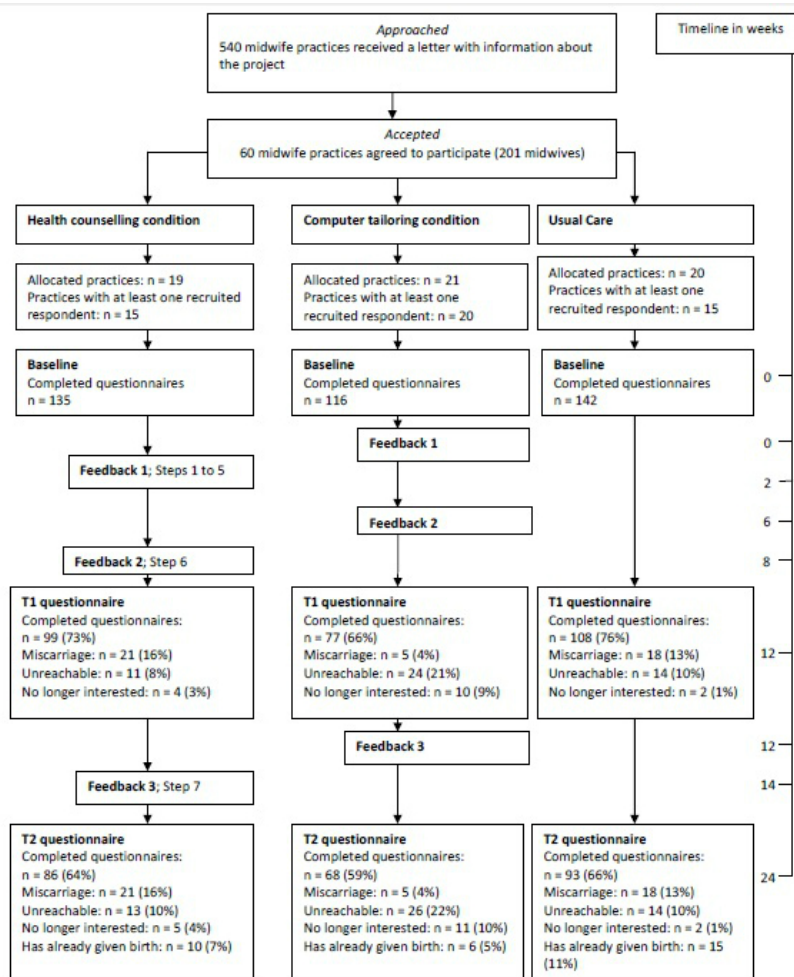 Approached
540 midwife practices received a letter with information about
the project
Timeline in weeks
Accepted
60 midwife practices agreed to participate (201 midwives)
Health counselling condition
Computer tailoring condition
Usual Care
Allocated practices: n = 19
Practices with at least one recruited
respondent: n = 15
Allocated practices: n = 21
Practices with at least one
recruited respondent: n = 20
Allocated practices: n = 20
Practices with at least one
recruited respondent: n = 15
Baseline
Completed questionnaires
n = 135
Baseline
Completed questionnaires
n = 116
Baseline
Completed questionnaires
n = 142
0
Feedback 1
0
Feedback 1; Steps 1 to 5
2
Feedback 2
6
Feedback 2; Step 6
8
T1 questionnaire
Completed questionnaires:
n = 99 (73%)
Miscarriage: n = 21 (16%)
Unreachable: n = 11 (8%)
No longer interested: n = 4 (3%)
T1 questionnaire
Completed questionnaires:
n = 77 (66%)
Miscarriage: n = 5 (4%)
Unreachable: n = 24 (21%)
No longer interested: n = 10 (9%)
T1 questionnaire
Completed questionnaires:
n = 108 (76%)
Miscarriage: n = 18 (13%)
Unreachable: n = 14 (10%)
No longer interested: n = 2 (1%)
12
Feedback 3
12
Feedback 3; Step 7
14
T2 questionnaire
Completed questionnaires:
n = 86 (64%)
Miscarriage: n = 21 (16%)
Unreachable: n = 13 (10%)
No longer interested: n = 5 (4%)
Has already given birth: n = 10 (7%)
T2 questionnaire
Completed questionnaires:
n = 68 (59%)
Miscarriage: n = 5 (4%)
Unreachable: n = 26 (22%)
No longer interested: n = 11 (10%)
Has already given birth: n = 6 (5%)
T2 questionnaire
Completed questionnaires:
n = 93 (66%)
Miscarriage: n = 18 (13%)
Unreachable: n = 14 (10%)
No longer interested: n = 2 (1%)
Has already given birth: n = 15
(11%)
24